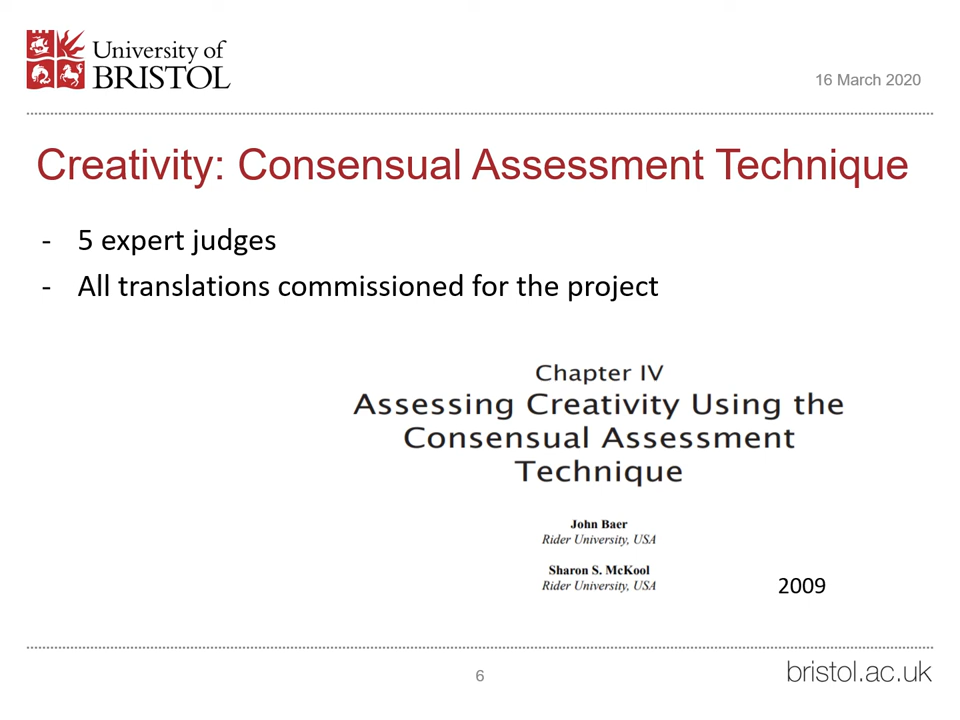 University of
BRISTOL
16 March 2020
Creativity: Consensual Assessment Technique
- 5 expert judges
- All translations commissioned for the project
Chapter IV
Assessing Creativity Using the
Consensual Assessment
Technique
John Baer
Rider University, USA
Sharon S. McKool
Rider University, USA
2009
6
bristol.ac.uk